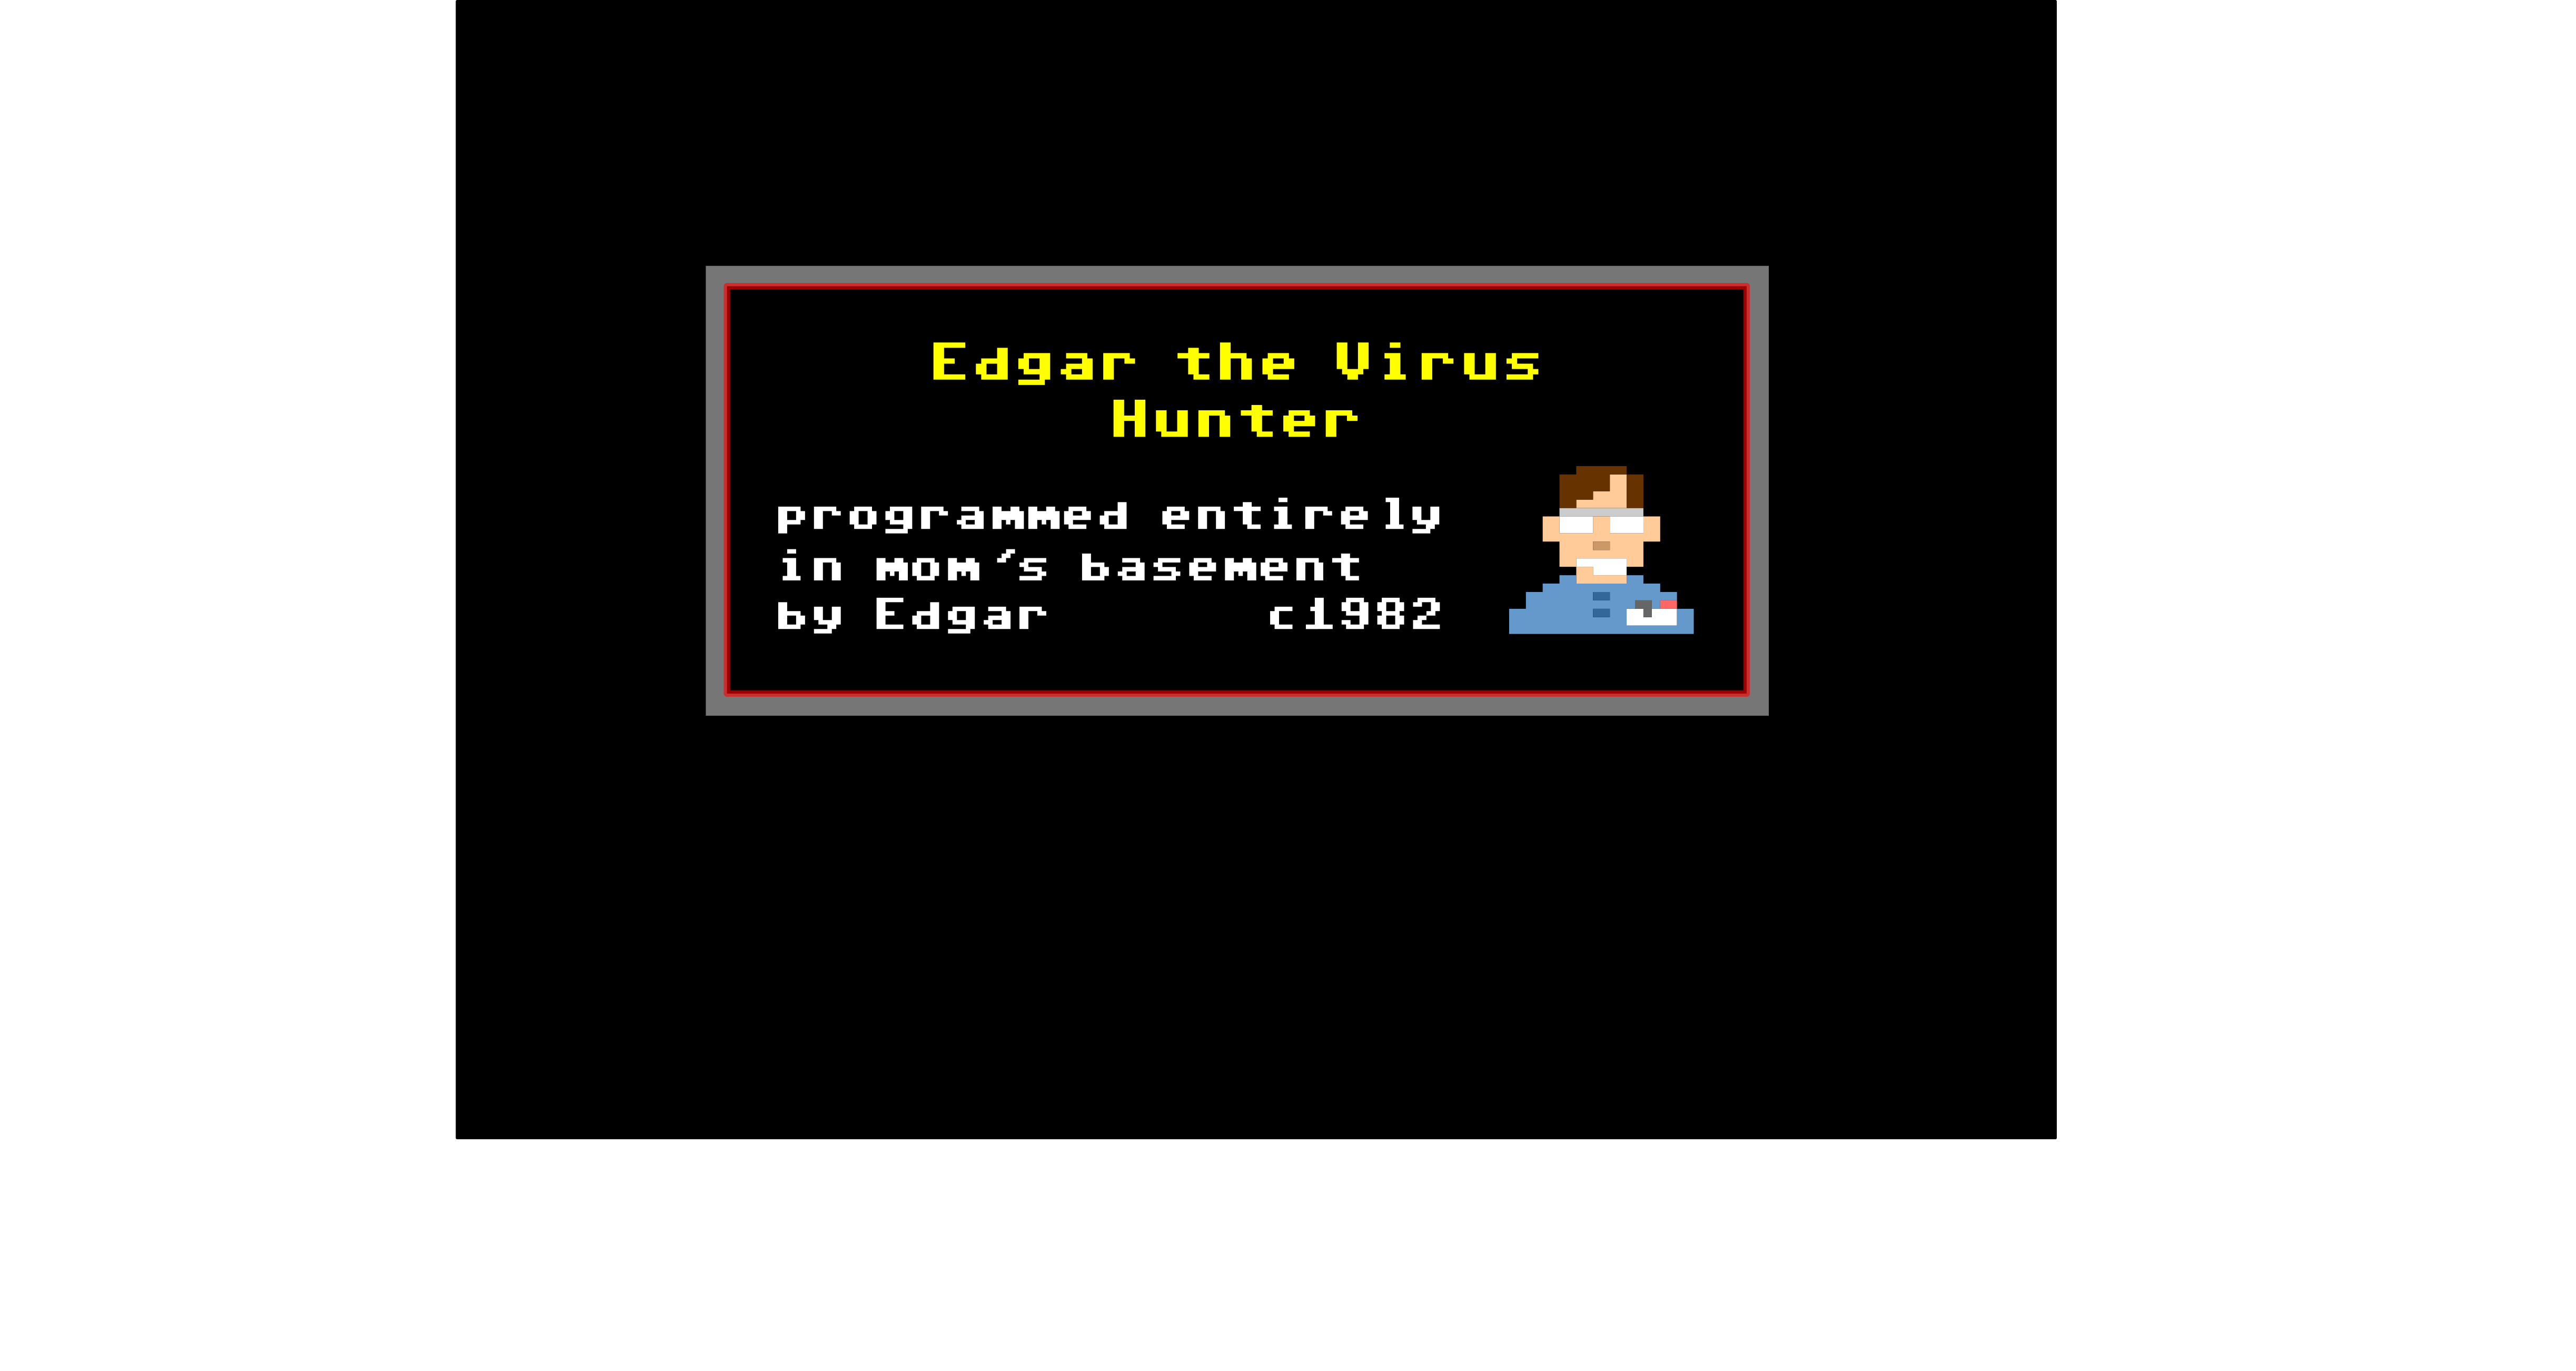 Edgar the Virus
Hunter
programmed entirely
in mom's basement
by Edgar c1982